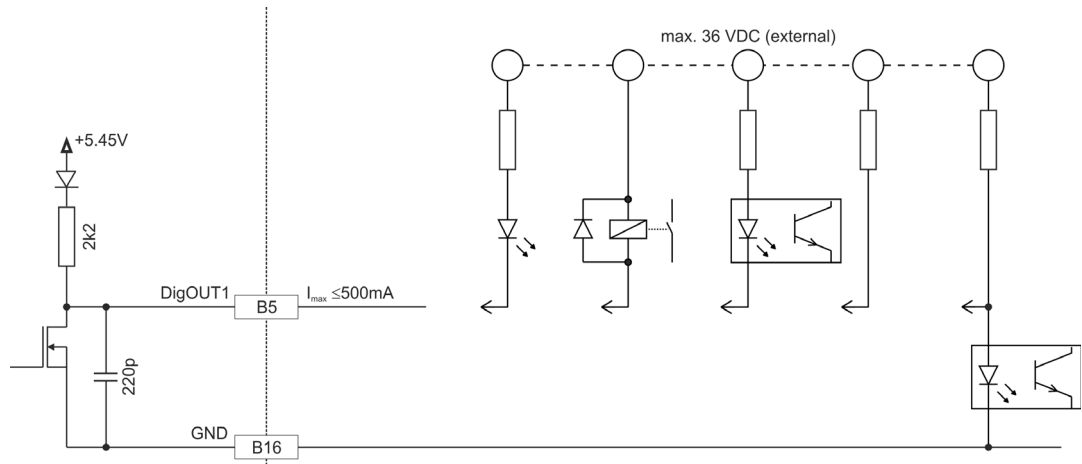 max. 36 VDC (external)
+5.45V
2k2
DigOUT1
B5
Imax ≤500mA
220p
GND
B16